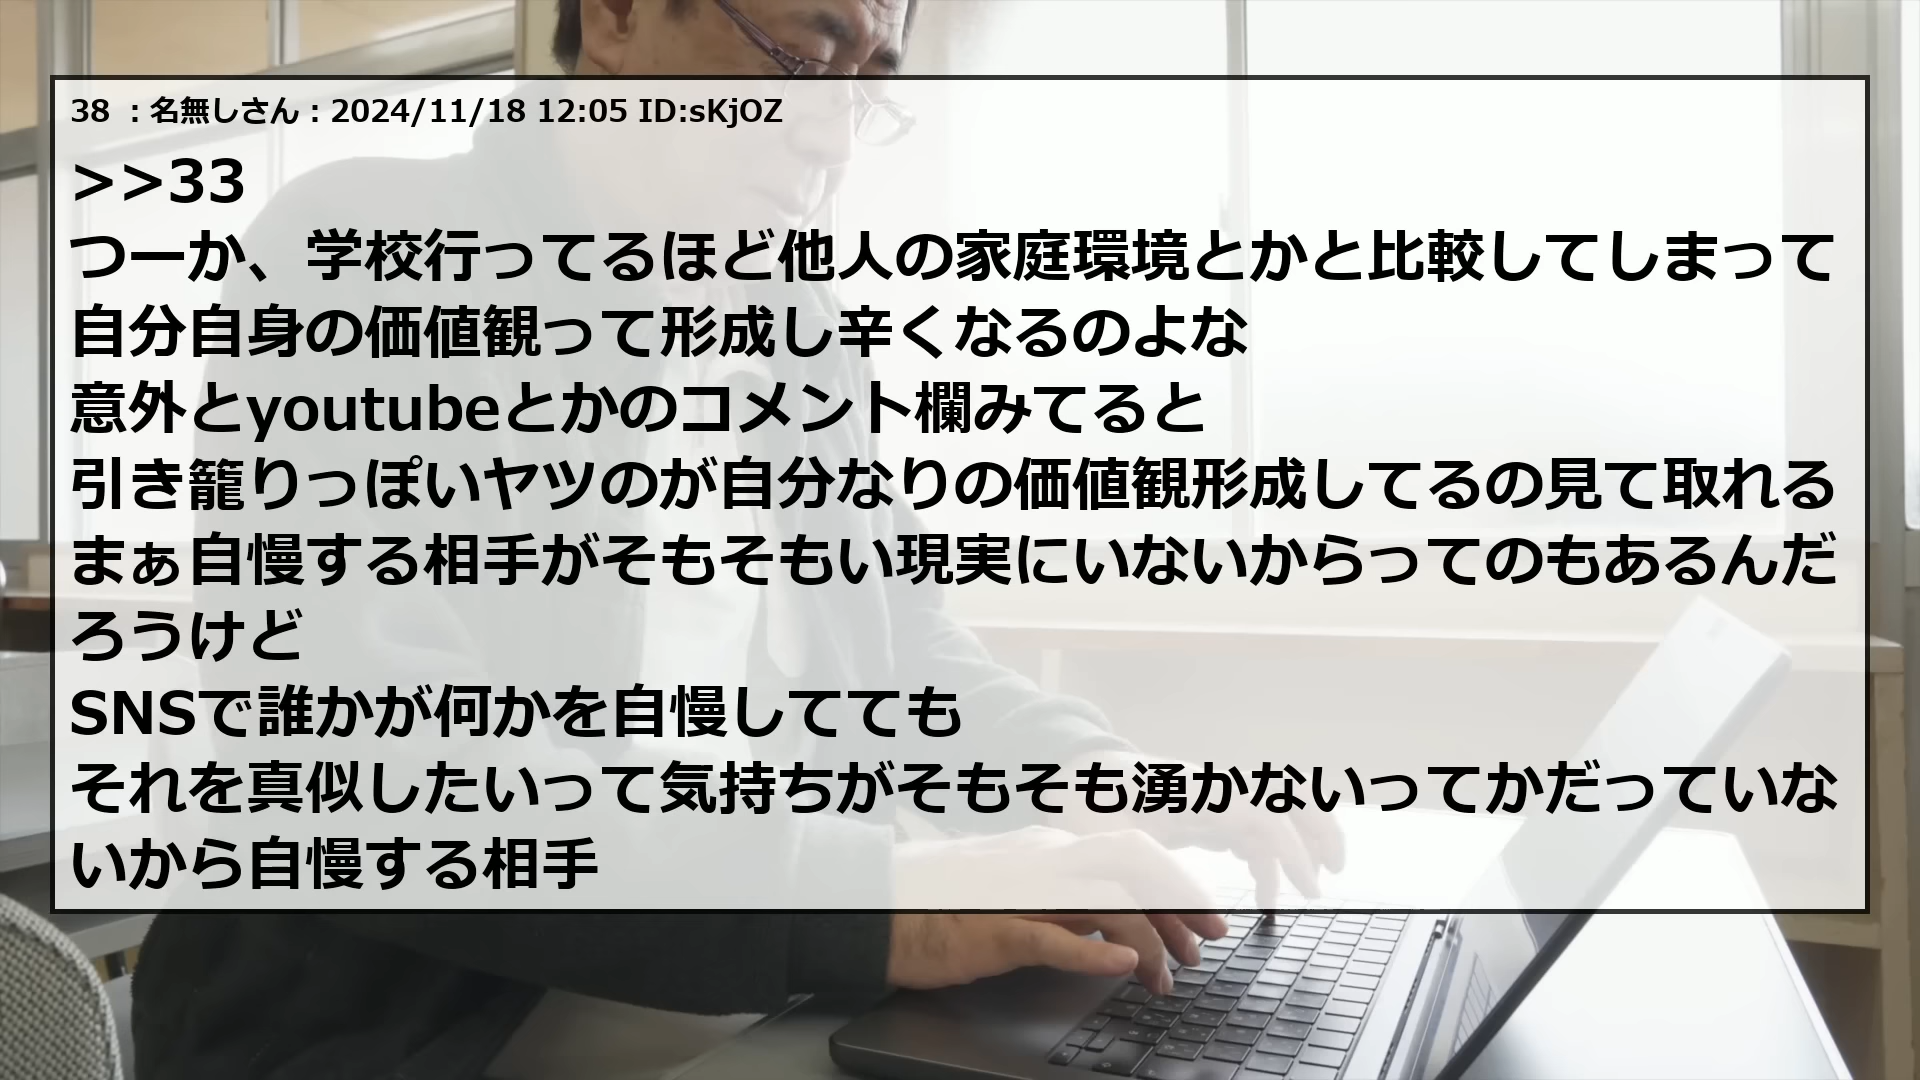 38 ：名無しさん：2024/11/18 12:05 ID:sKjOZ
>>33
つーか、学校行ってるほど他人の家庭環境とかと比較してしまって
自分自身の価値観って形成し辛くなるのよな
意外とyoutubeとかのコメント欄みてると
引き籠りっぽいヤツのが自分なりの価値観形成してるの見て取れる
まぁ自慢する相手がそもそもい現実にいないからってのもあるんだ
ろうけど
SNSで誰かが何かを自慢してても
それを真似したいって気持ちがそもそも湧かないってかだっていな
いから自慢する相手